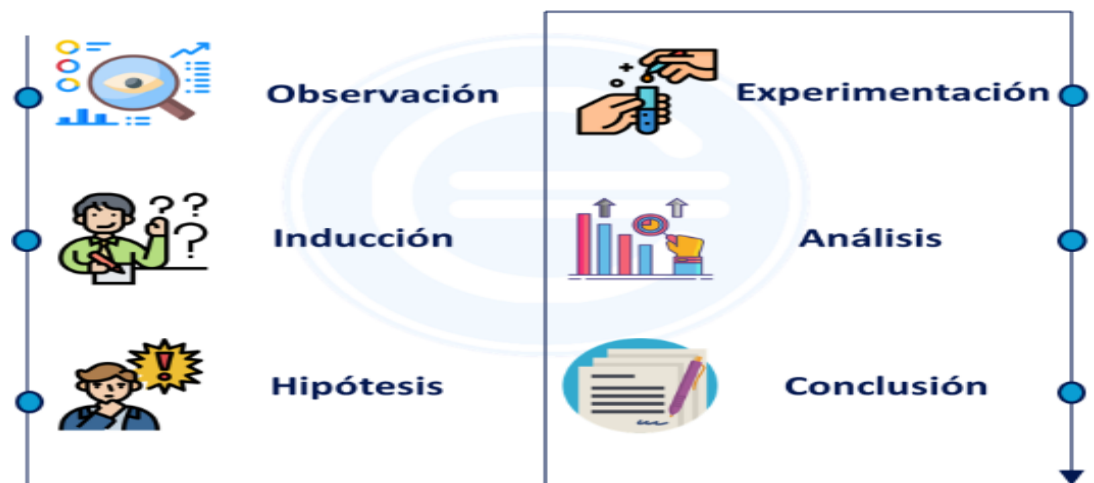 Observación
Inducción
Hipótesis
Experimentación
Análisis
Conclusión